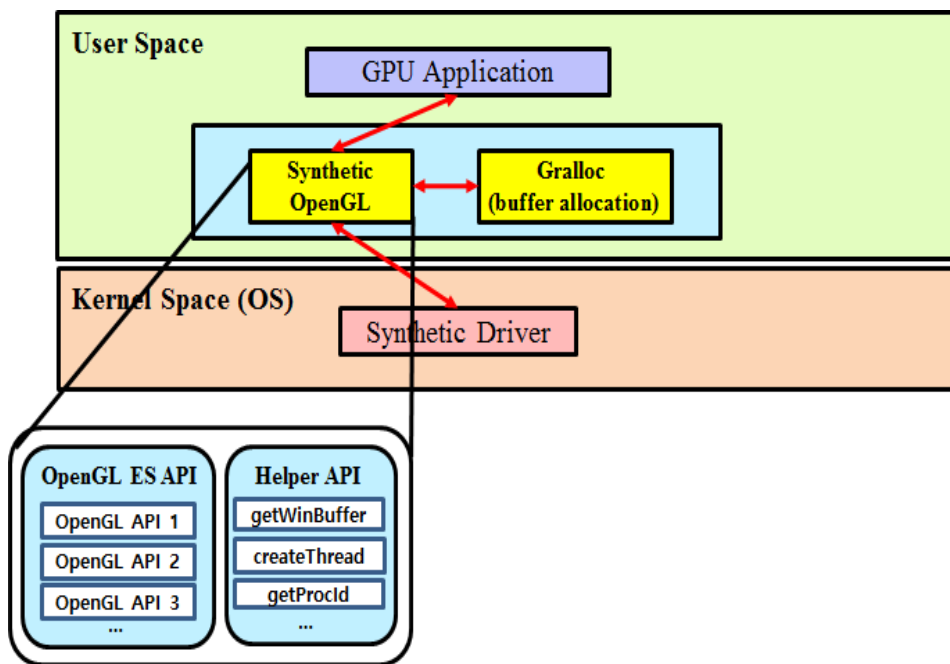 User Space
GPU Application
Synthetic
OpenGL
Gralloc
(buffer allocation)
Kernel Space (OS)
Synthetic Driver
OpenGL ES API
OpenGL API 1
OpenGL API 2
OpenGL API 3
...
Helper API
getWinBuffer
createThread
getProcId
...